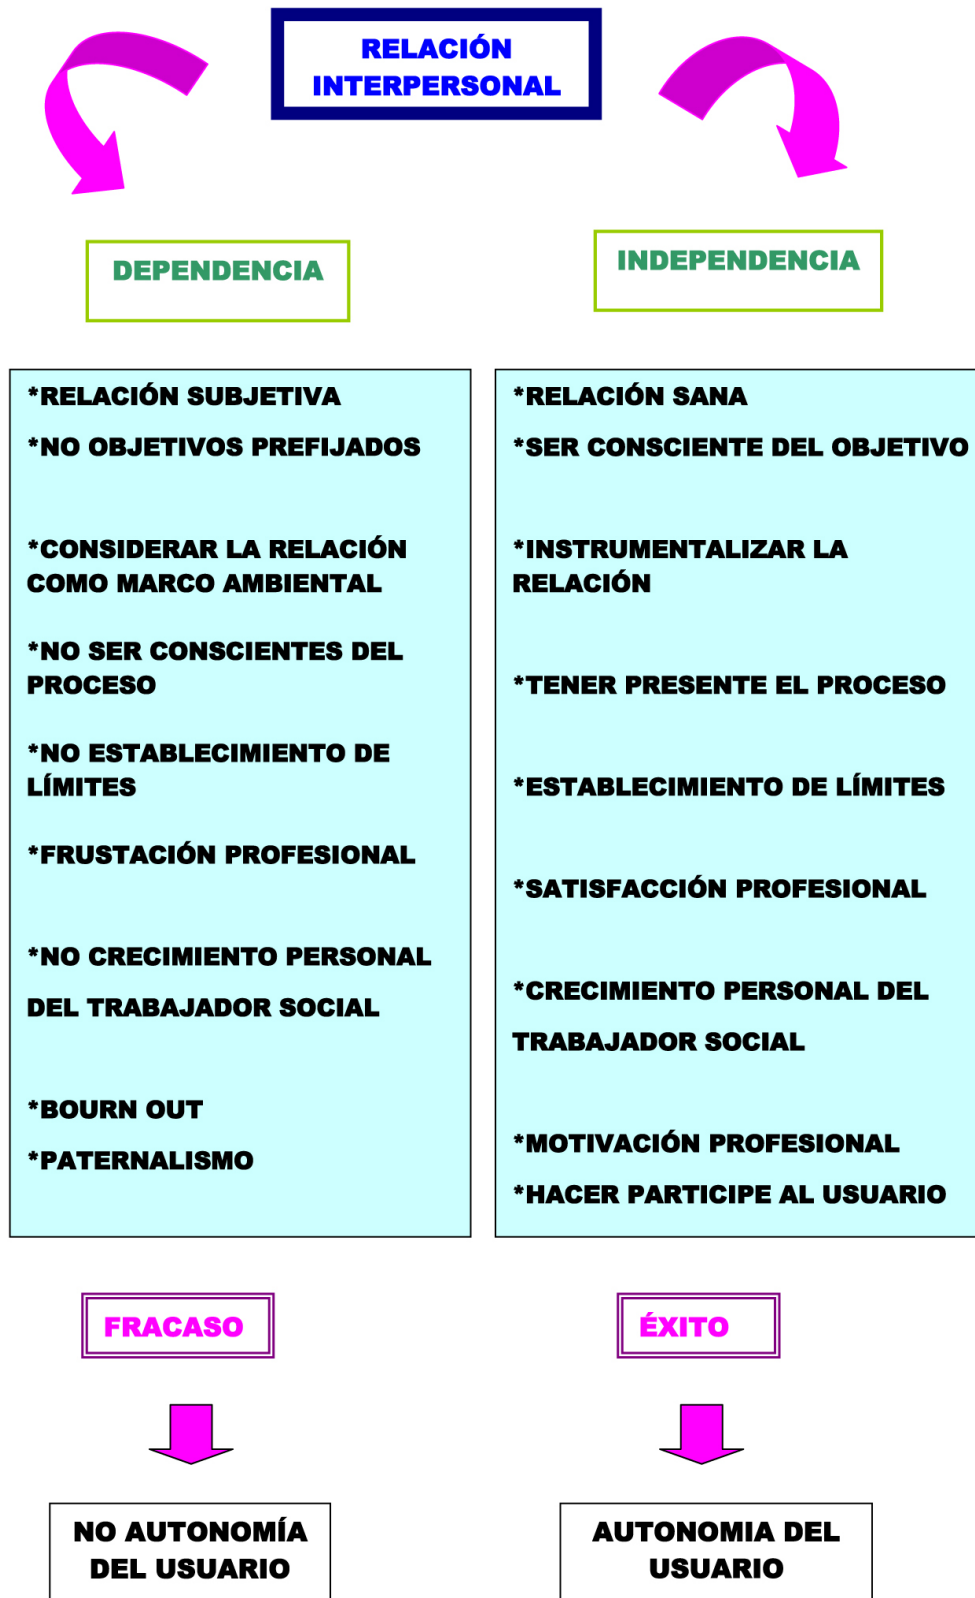 RELACIÓN
INTERPERSONAL
DEPENDENCIA
INDEPENDENCIA
*RELACIÓN SUBJETIVA
*NO OBJETIVOS PREFIJADOS
*CONSIDERAR LA RELACIÓN
COMO MARCO AMBIENTAL
*NO SER CONSCIENTES DEL
PROCESO
*NO ESTABLECIMIENTO DE
LÍMITES
*FRUSTACIÓN PROFESIONAL
*NO CRECIMIENTO PERSONAL
DEL TRABAJADOR SOCIAL
*BOURN OUT
*PATERNALISMO
*RELACIÓN SANA
*SER CONSCIENTE DEL OBJETIVO
*INSTRUMENTALIZAR LA
RELACIÓN
*TENER PRESENTE EL PROCESO
*ESTABLECIMIENTO DE LÍMITES
*SATISFACCIÓN PROFESIONAL
*CRECIMIENTO PERSONAL DEL
TRABAJADOR SOCIAL
*MOTIVACIÓN PROFESIONAL
*HACER PARTICIPE AL USUARIO
FRACASO
ÉXITO
NO AUTONOMÍA
DEL USUARIO
AUTONOMIA DEL
USUARIO